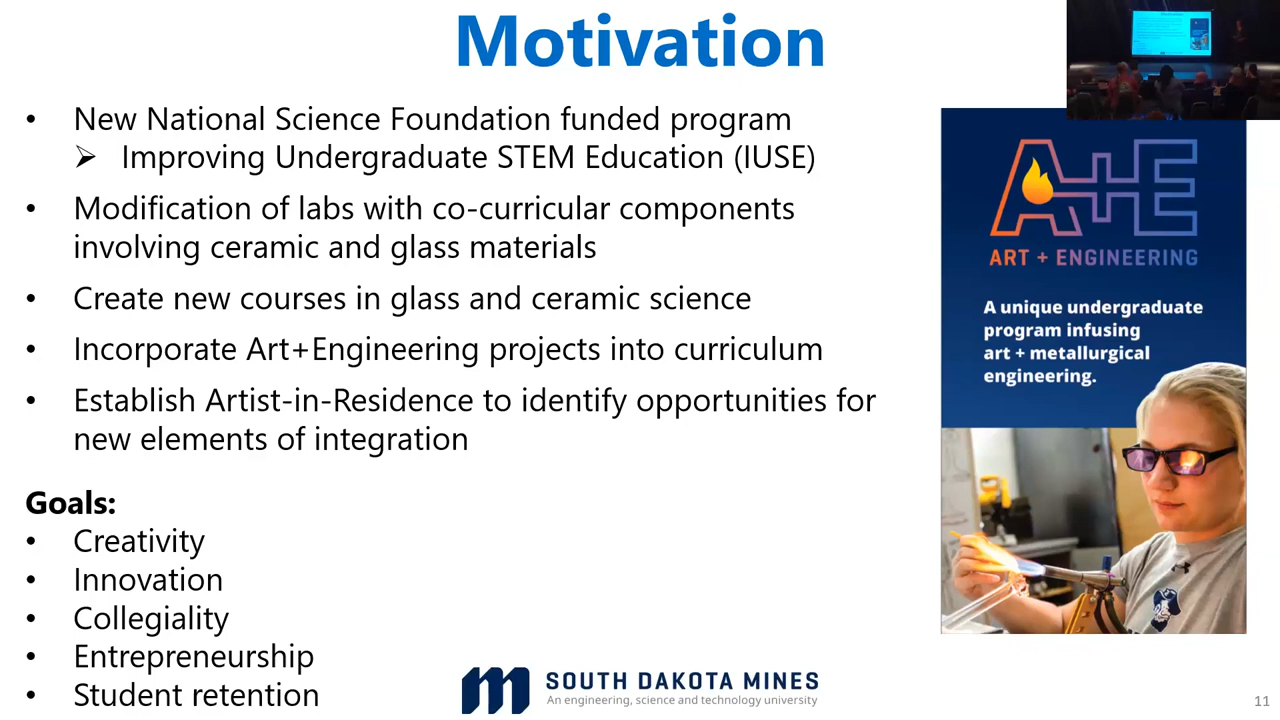 Motivation
• New National Science Foundation funded program
➢ Improving Undergraduate STEM Education (IUSE)
• Modification of labs with co-curricular components
involving ceramic and glass materials
• Create new courses in glass and ceramic science
• Incorporate Art+Engineering projects into curriculum
• Establish Artist-in-Residence to identify opportunities for
new elements of integration
Goals:
• Creativity
• Innovation
• Collegiality
• Entrepreneurship
• Student retention
A+E
ART + ENGINEERING
A unique undergraduate
program infusing
art + metallurgical
engineering.
SOUTH DAKOTA MINES
An engineering, science and technology university
11